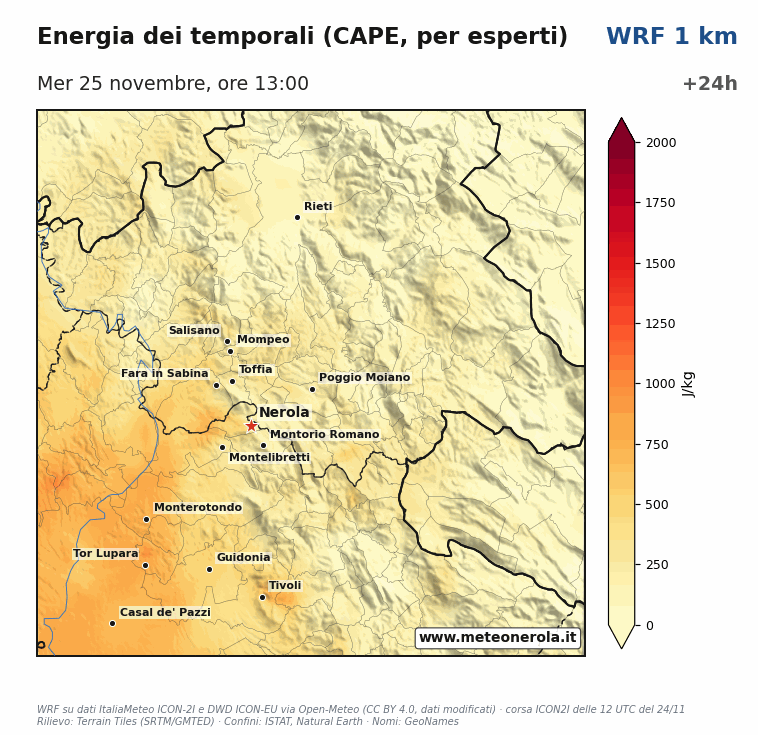 Energia dei temporali (CAPE, per esperti)
WRF 1 km
Mer 25 novembre, ore 13:00
+24h
Rieti
Salisano
Mompeo
Fara in Sabina
Toffia
Poggio Moiano
Nerola
Montorio Romano
Montelibretti
Monterotondo
Tor Lupara
Guidonia
Tivoli
Casal de' Pazzi
www.meteonerola.it
2000
1750
1500
1250
1000
750
500
250
0
J/kg
WRF su dati ItaliaMeteo ICON-2I e DWD ICON-EU via Open-Meteo (CC BY 4.0, dati modificati) · corsa ICON2I delle 12 UTC del 24/11
Rilievo: Terrain Tiles (SRTM/GMTED) · Confini: ISTAT, Natural Earth · Nomi: GeoNames